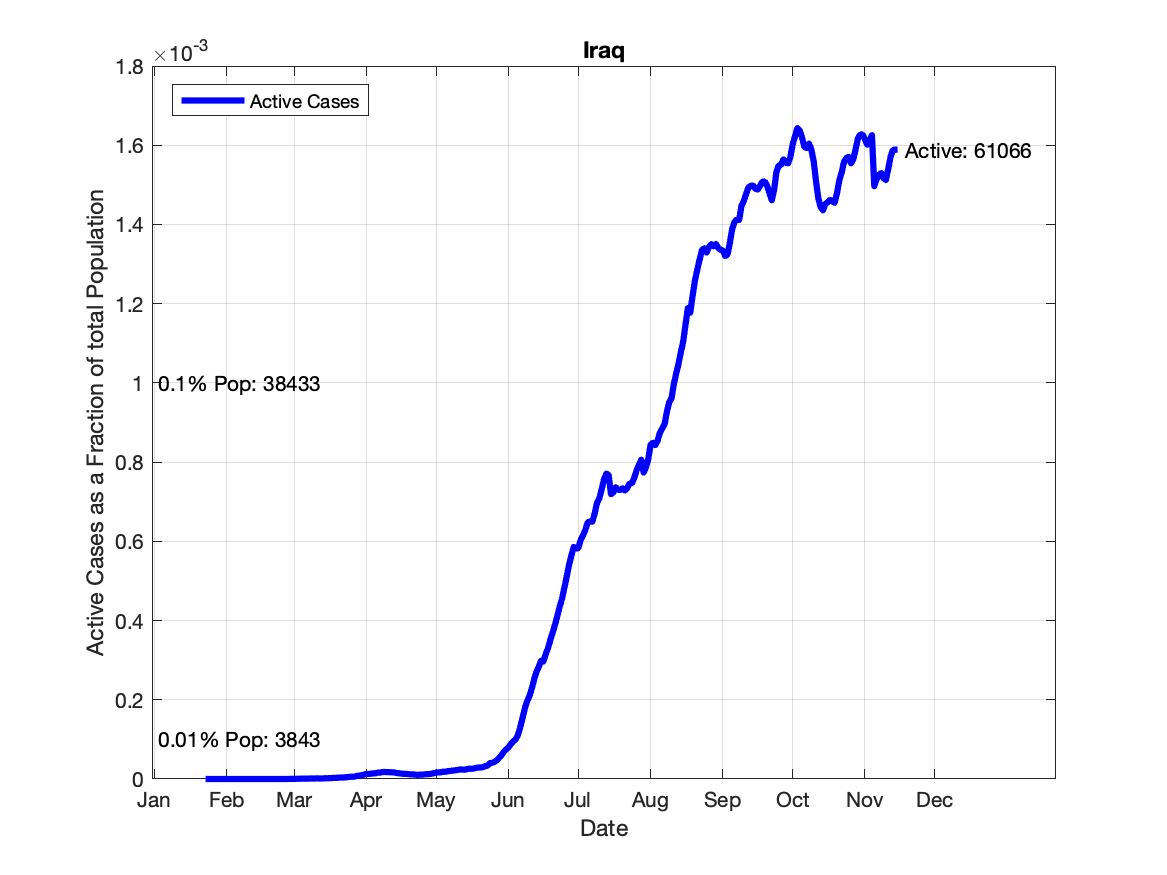 Iraq
×10-3
Active Cases
1.8
1.6
1.4
1.2
1
0.8
0.6
0.4
0.2
0
Active Cases as a Fraction of total Population
Active: 61066
0.1% Pop: 38433
0.01% Pop: 3843
Jan Feb Mar Apr May Jun Jul Aug Sep Oct Nov Dec
Date